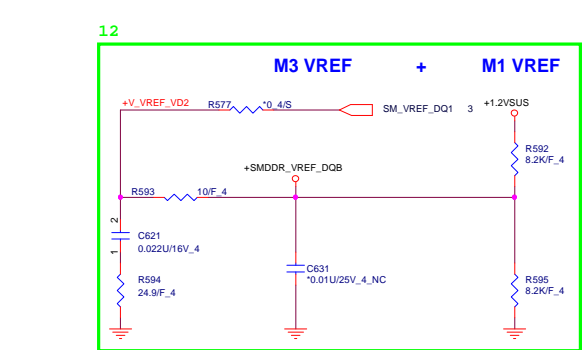 12
M3 VREF + M1 VREF
+V_VREF_VD2 R577 *0_4/S SM_VREF_DQ1 3 +1.2VSUS
R592
8.2K/F_4
+SMDDR_VREF_DQB
R593 10/F_4
2
C621
0.022U/16V_4
1
C631
*0.01U/25V_4_NC
R594
24.9/F_4
R595
8.2K/F_4